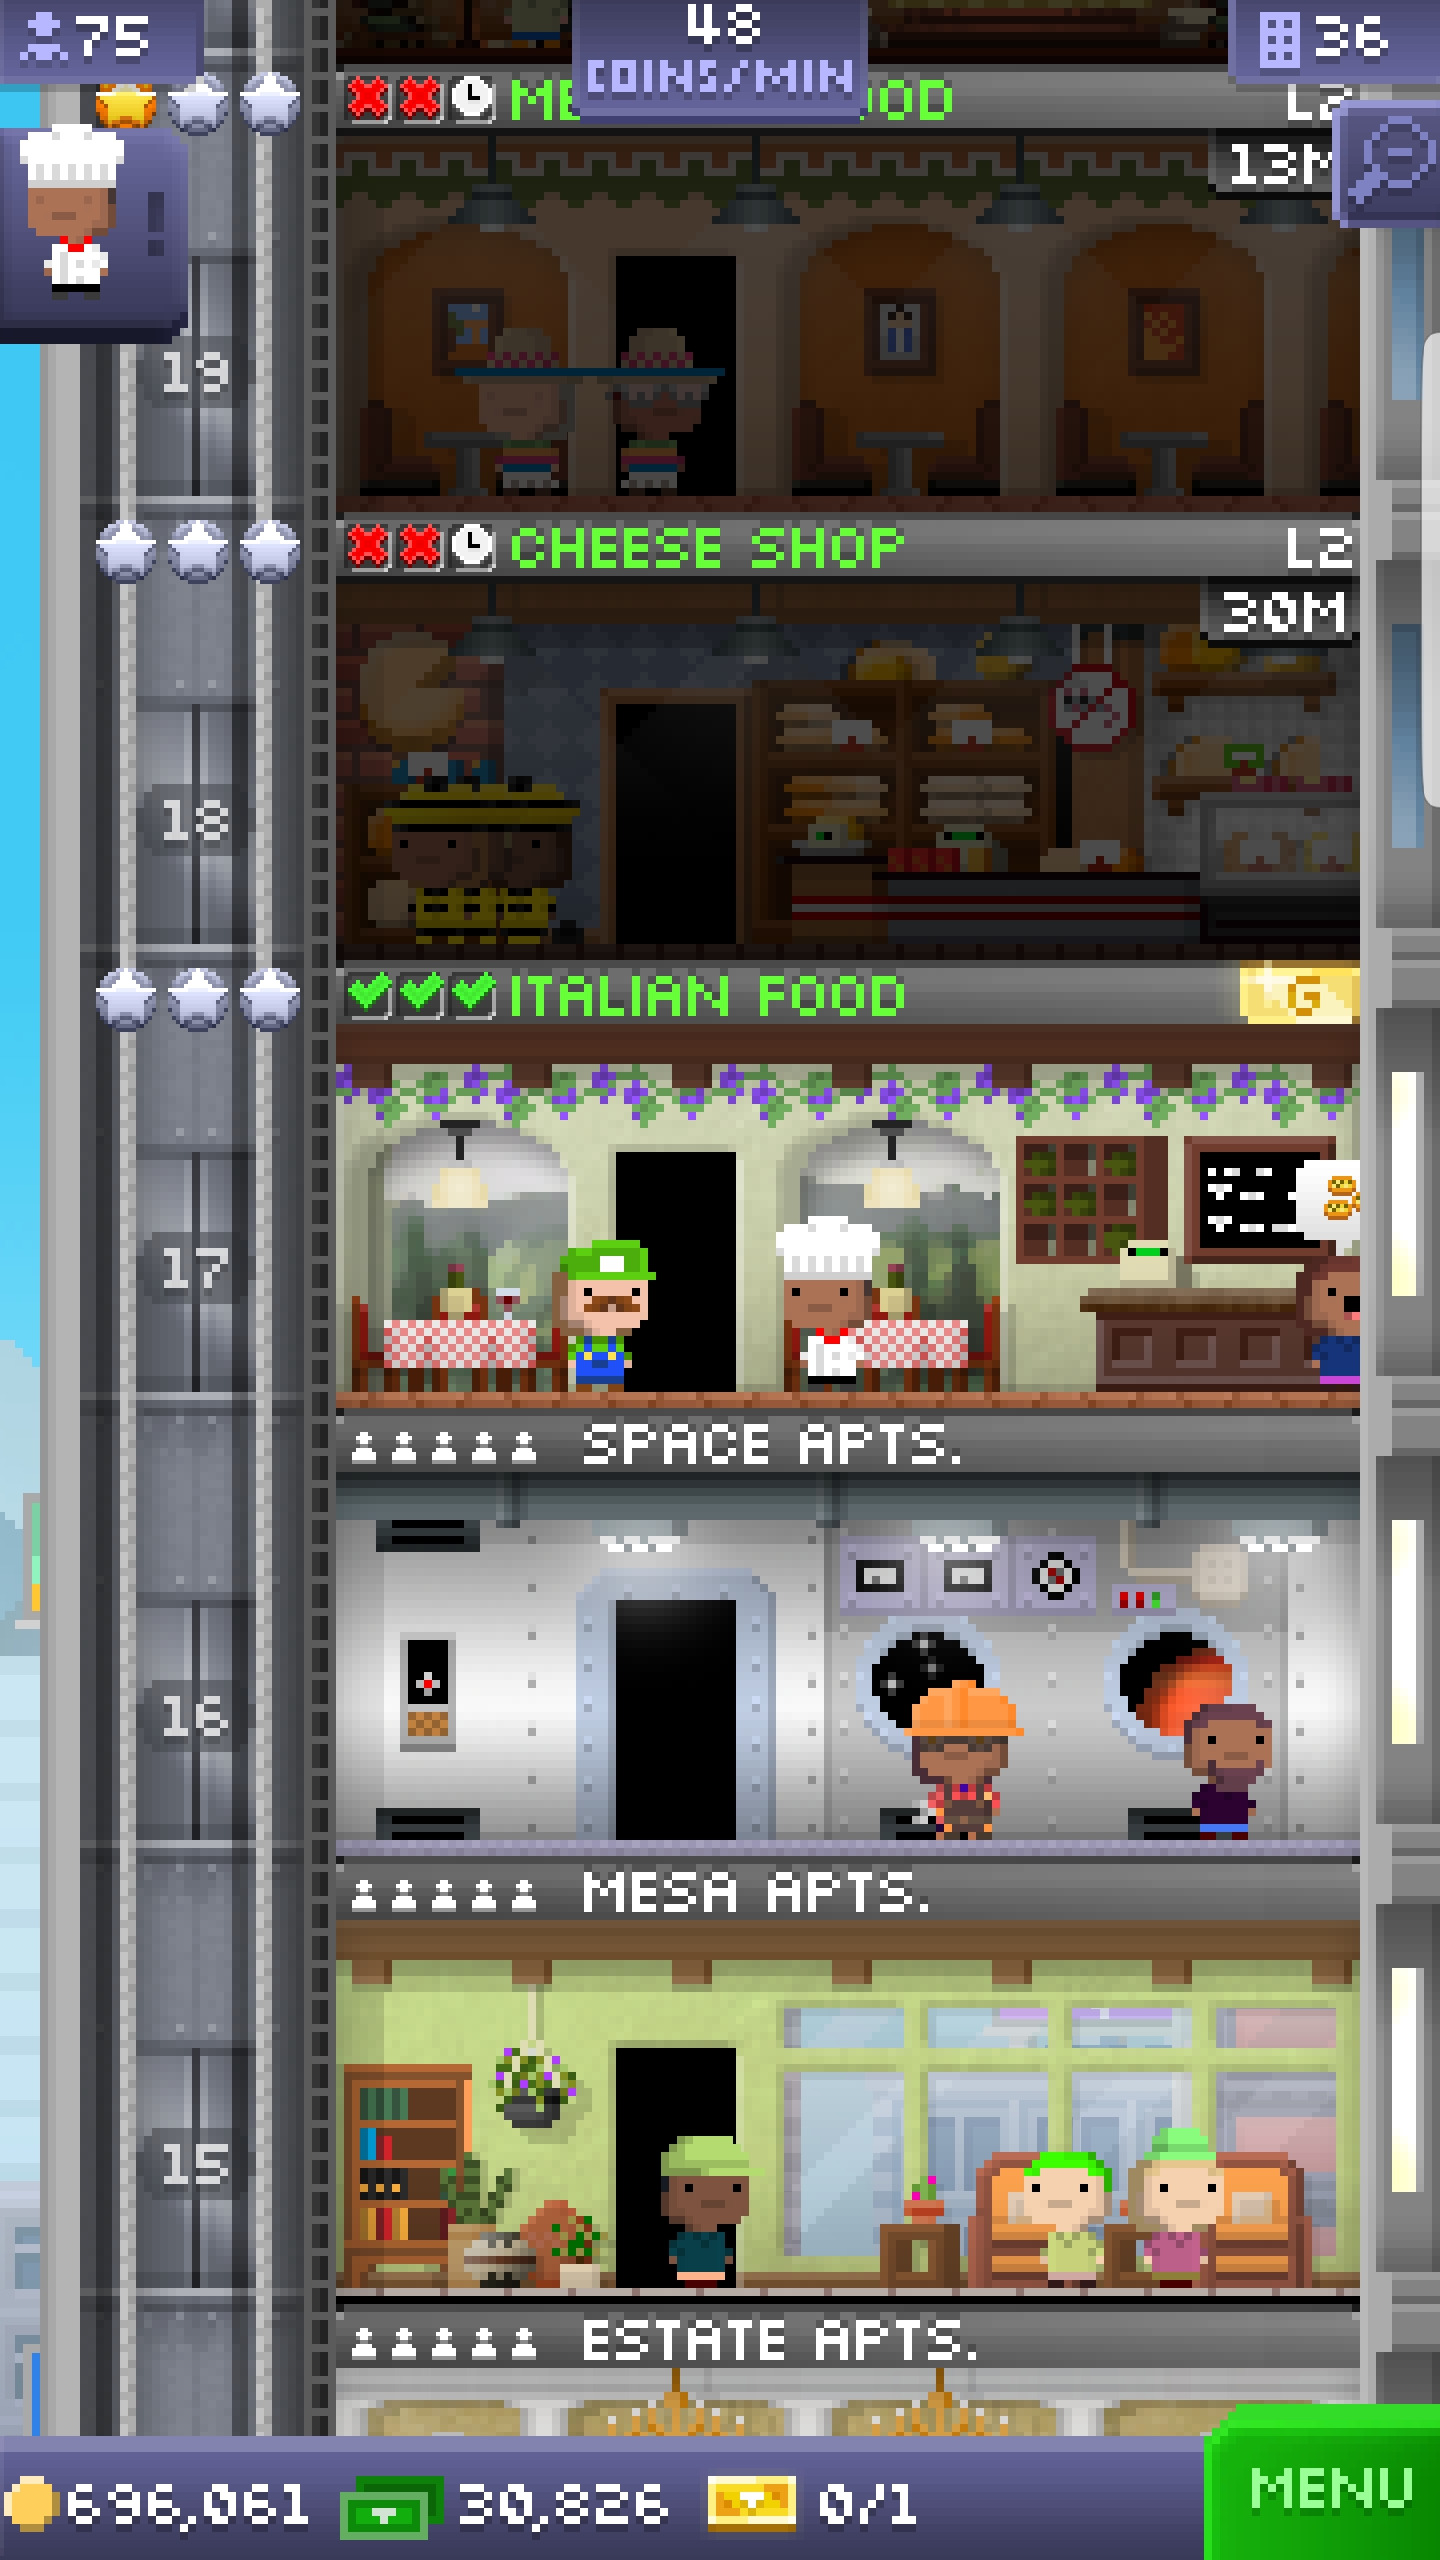 75
48
COINS/MIN
36
ME OOD
L2
13M
19
CHEESE SHOP
L2
30M
18
ITALIAN FOOD
G
17
SPACE APTS.
16
MESA APTS.
15
ESTATE APTS.
696,061
30,826
0/1
MENU